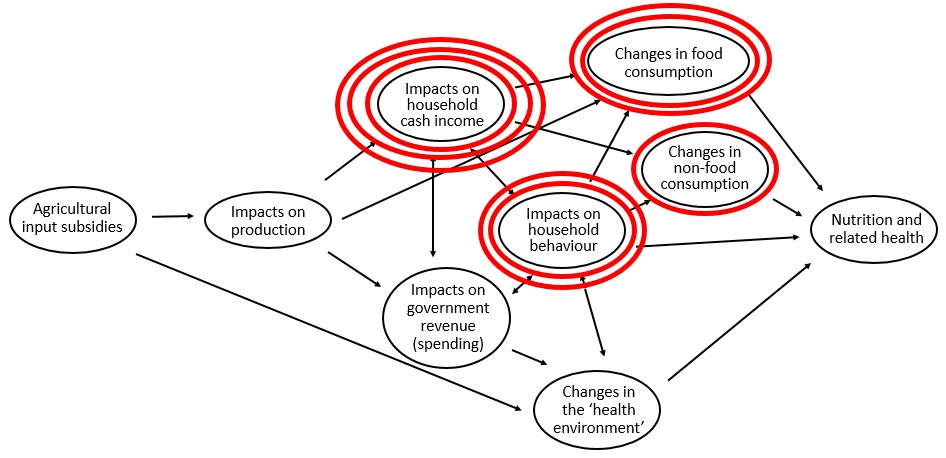 Changes in food
consumption
Impacts on
household
cash income
Changes in
non-food
consumption
Agricultural
input subsidies
Impacts on
production
Impacts on
household
behaviour
Nutrition and
related health
Impacts on
government
revenue
(spending)
Changes in
the ‘health
environment’